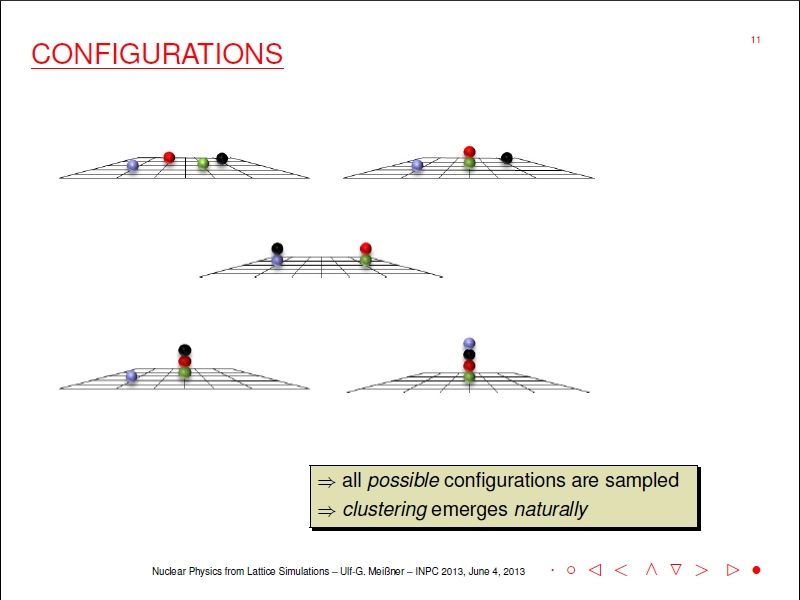 11
CONFIGURATIONS
⇒ all possible configurations are sampled
⇒ clustering emerges naturally
Nuclear Physics from Lattice Simulations – Ulf-G. Meißner – INPC 2013, June 4, 2013